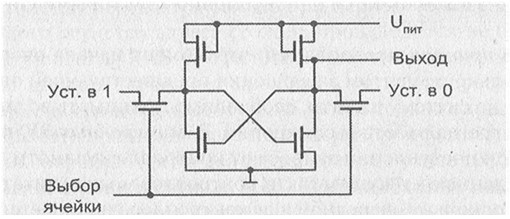 Uпит
Выход
Уст. в 1
Уст. в 0
Выбор
ячейки